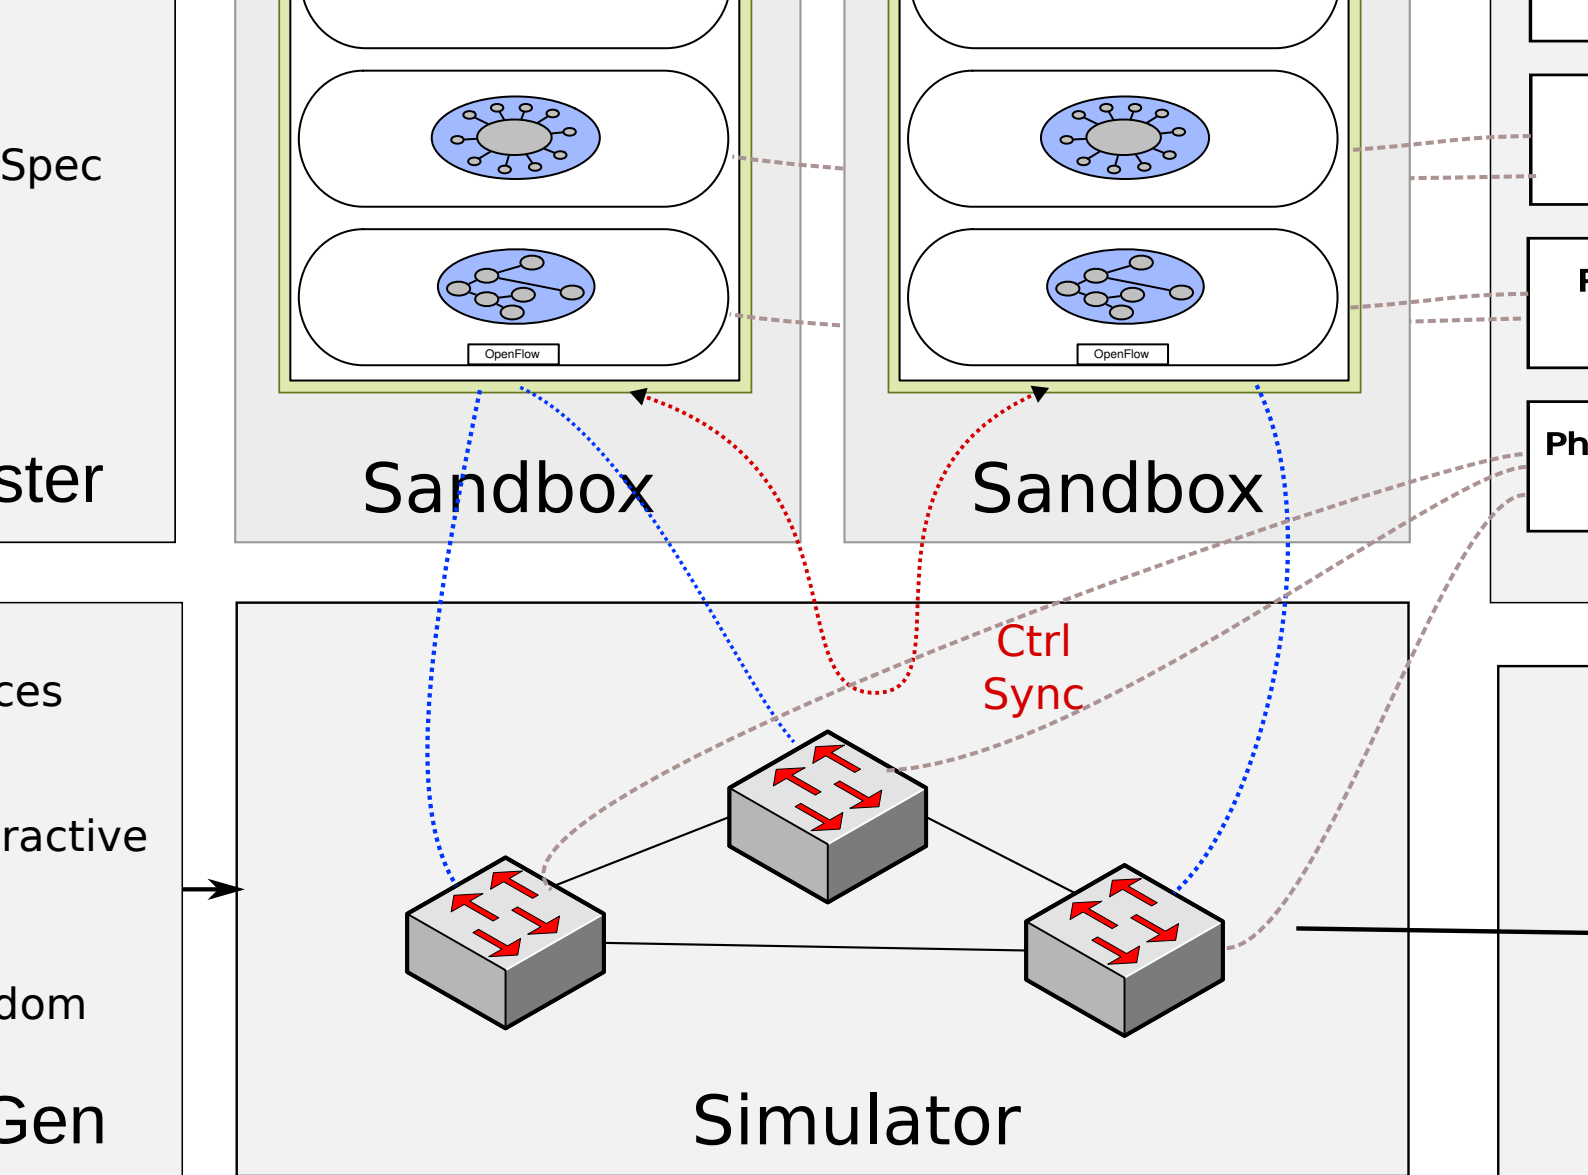 Spec
ster
OpenFlow
Sandbox
OpenFlow
Sandbox
P
Ph
ces
ractive
dom
Gen
Ctrl
Sync
Simulator